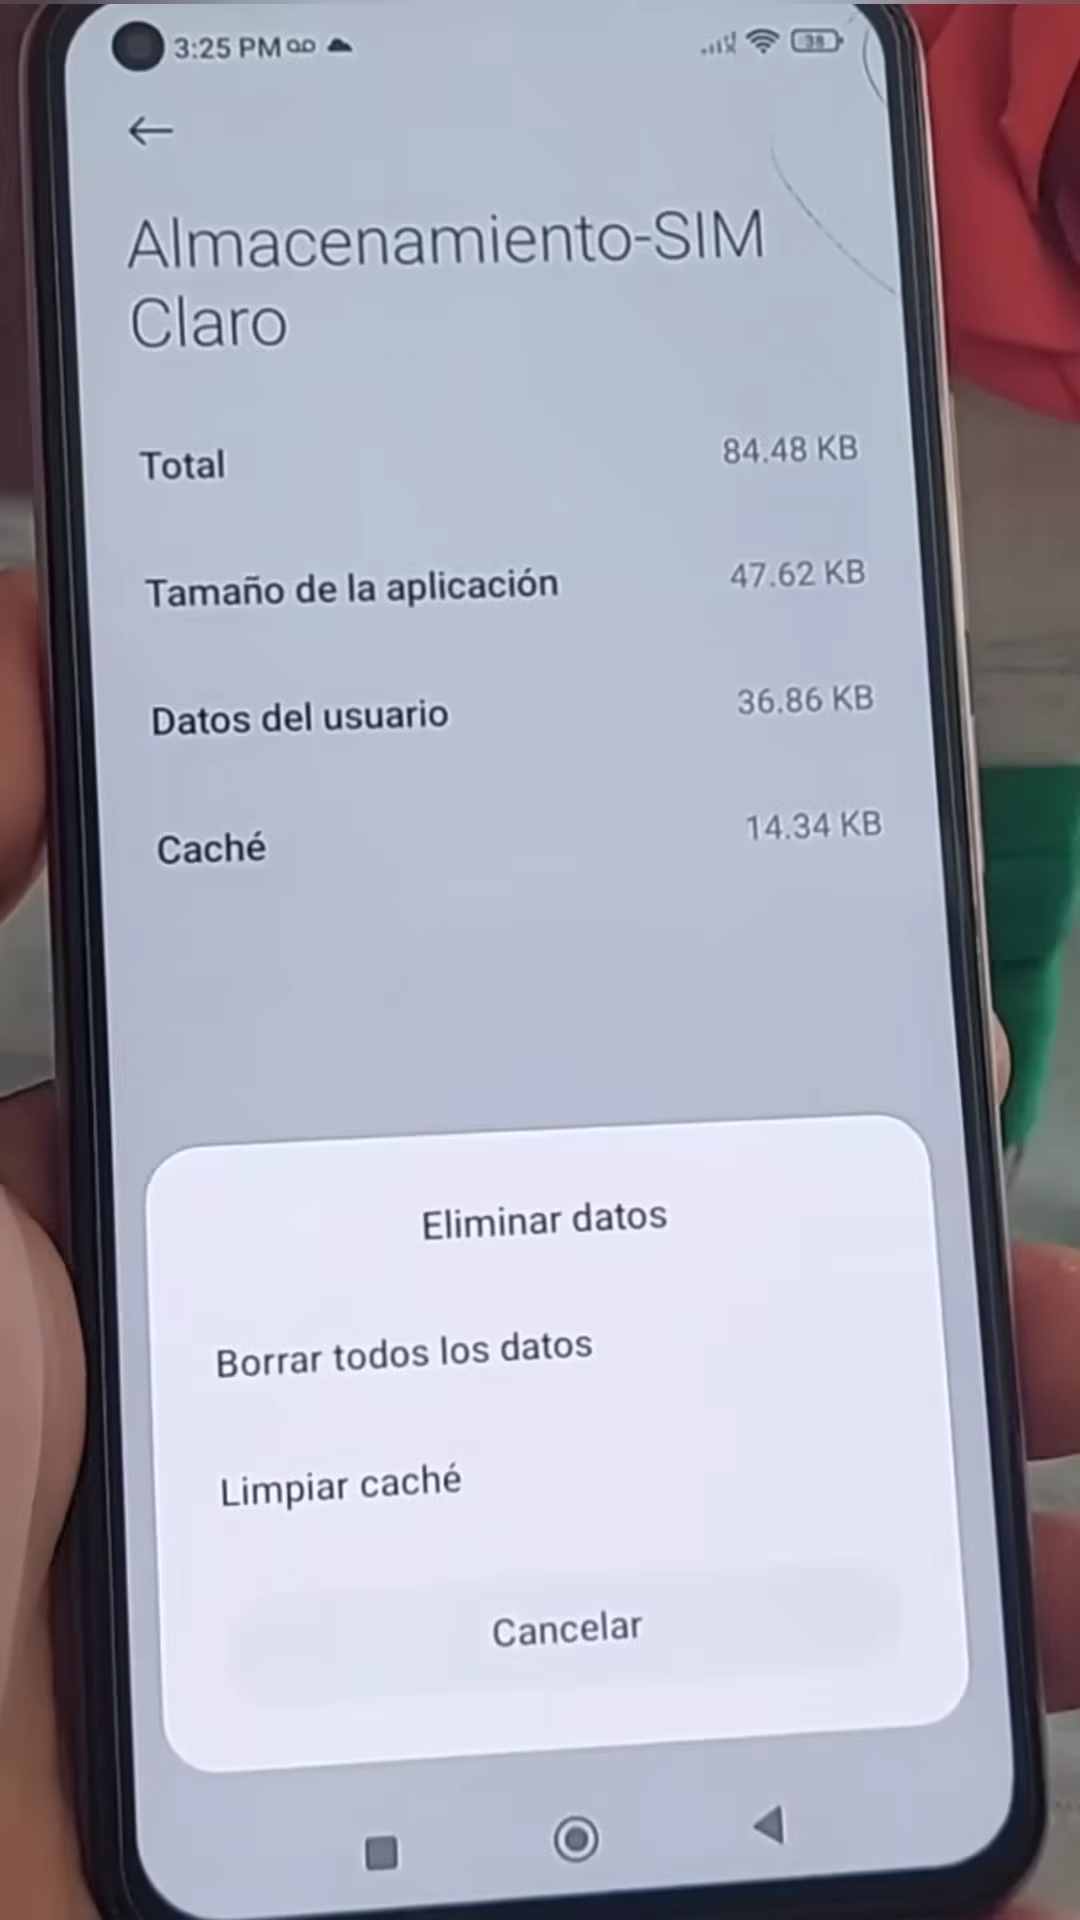 3:25 PM
38
Almacenamiento-SIM
Claro
Total 84.48 KB
Tamaño de la aplicación 47.62 KB
Datos del usuario 36.86 KB
Caché 14.34 KB
Eliminar datos
Borrar todos los datos
Limpiar caché
Cancelar